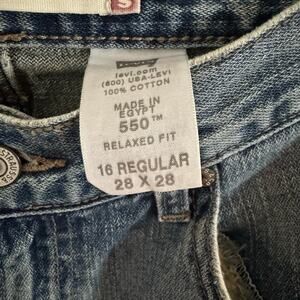 S
levi.com
(800) USA-LEVI
100% COTTON
MADE IN
EGYPT
550™
RELAXED FIT
16 REGULAR
28 X 28